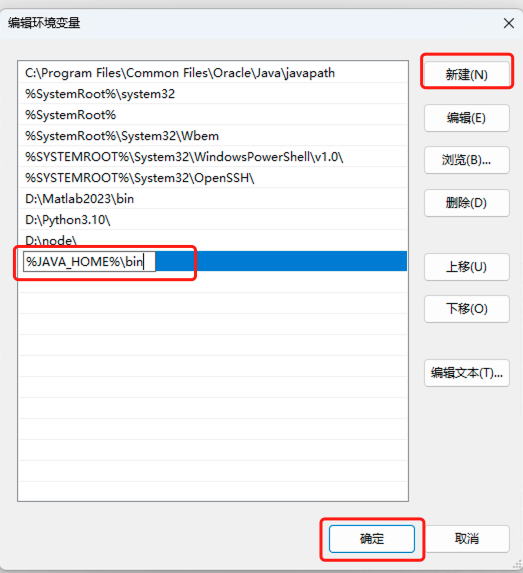 编辑环境变量
C:\Program Files\Common Files\Oracle\Java\javapath
%SystemRoot%\system32
%SystemRoot%
%SystemRoot%\System32\Wbem
%SYSTEMROOT%\System32\WindowsPowerShell\v1.0\
%SYSTEMROOT%\System32\OpenSSH\
D:\Matlab2023\bin
D:\Python3.10\
D:\node\
%JAVA_HOME%\bin
新建(N)
编辑(E)
浏览(B)...
删除(D)
上移(U)
下移(O)
编辑文本(T)...
确定
取消